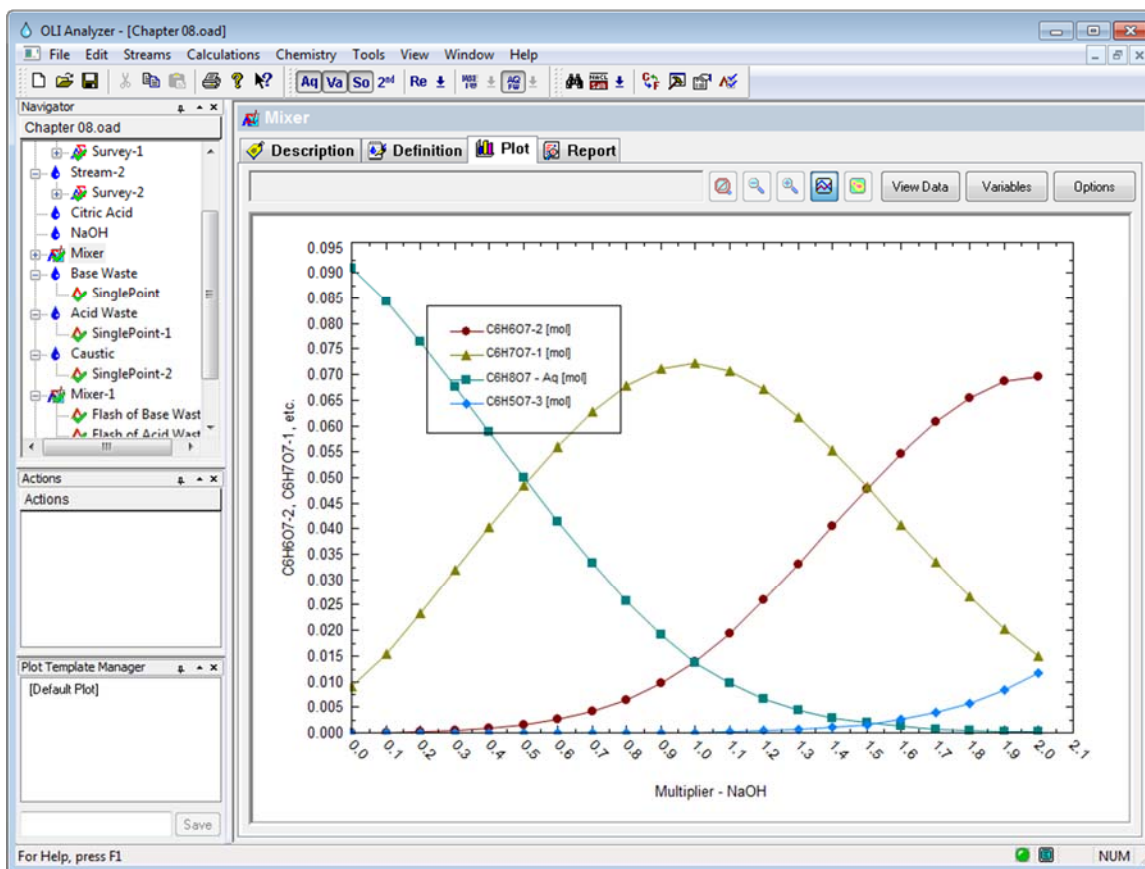 OLI Analyzer - [Chapter 08.oad]
File Edit Streams Calculations Chemistry Tools View Window Help
Aq Va So 2nd Re
Navigator
Chapter 08.oad
Survey-1
Stream-2
Survey-2
Citric Acid
NaOH
Mixer
Base Waste
SinglePoint
Acid Waste
SinglePoint-1
Caustic
SinglePoint-2
Mixer-1
Flash of Base Wast
Flash of Acid Wast
Actions
Actions
Plot Template Manager
[Default Plot]
Save
Mixer
Description Definition Plot Report
View Data Variables Options
0.095
0.090
0.085
0.080
0.075
0.070
0.065
0.060
0.055
0.050
0.045
0.040
0.035
0.030
0.025
0.020
0.015
0.010
0.005
0.000
C6H6O7-2, C6H7O7-1, etc.
C6H6O7-2 [mol]
C6H7O7-1 [mol]
C6H8O7 - Aq [mol]
C6H5O7-3 [mol]
0.0 0.1 0.2 0.3 0.4 0.5 0.6 0.7 0.8 0.9 1.0 1.1 1.2 1.3 1.4 1.5 1.6 1.7 1.8 1.9 2.0 2.1
Multiplier - NaOH
For Help, press F1
NUM